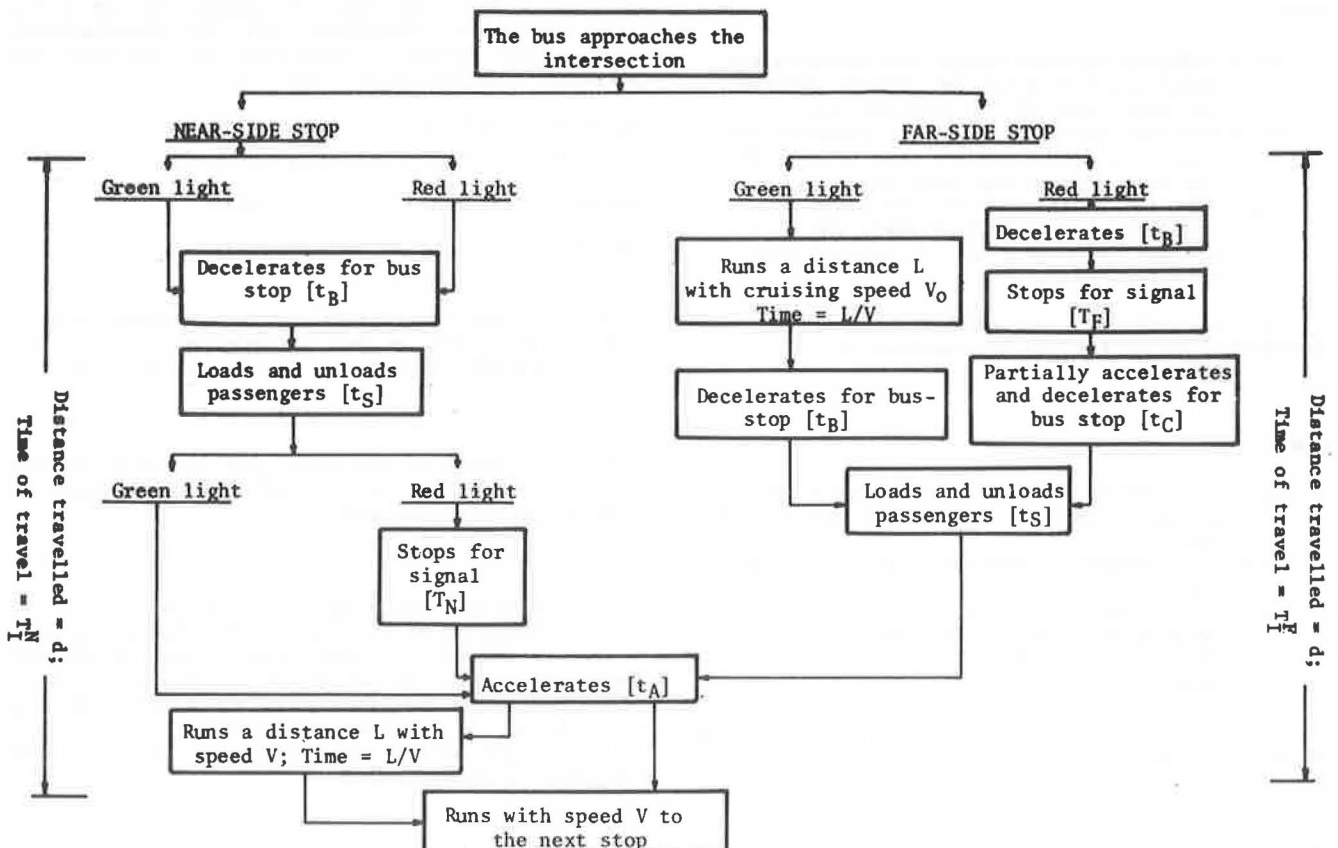 The bus approaches the
intersection
NEAR-SIDE STOP
Green light
Red light
Decelerates for bus
stop [tB]
Loads and unloads
passengers [tS]
Green light
Red light
Stops for
signal
[TN]
FAR-SIDE STOP
Green light
Red light
Runs a distance L
with cruising speed Vo
Time = L/V
Decelerates for bus-
stop [tB]
Decelerates [tB]
Stops for signal
[TF]
Partially accelerates
and decelerates for
bus stop [tC]
Loads and unloads
passengers [tS]
Accelerates [tA]
Runs a distance L with
speed V; Time = L/V
Runs with speed V to
the next stop
Distance travelled = d;
Time of travel = T_I^N
Distance travelled = d;
Time of travel = T_I^F